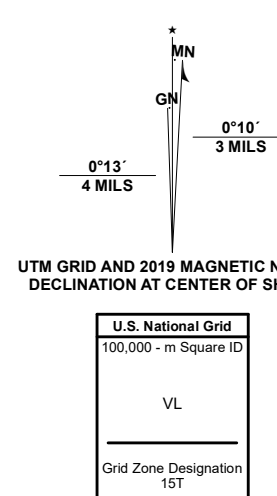 ★
MN
GN
0°10´
3 MILS
0°13´
4 MILS
UTM GRID AND 2019 MAGNETIC
DECLINATION AT CENTER OF
U.S. National Grid
100,000 - m Square ID
VL
Grid Zone Designation
15T